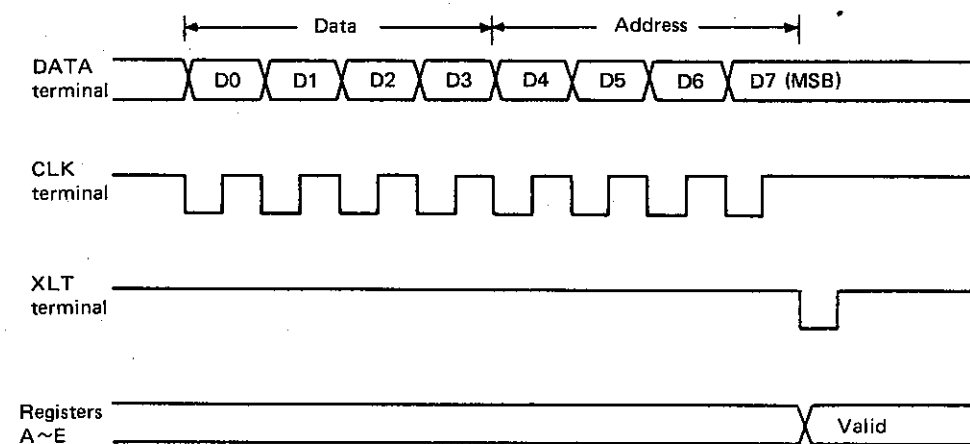 Data Address
DATA
terminal
D0 D1 D2 D3 D4 D5 D6 D7 (MSB)
CLK
terminal
XLT
terminal
Registers
A~E
Valid